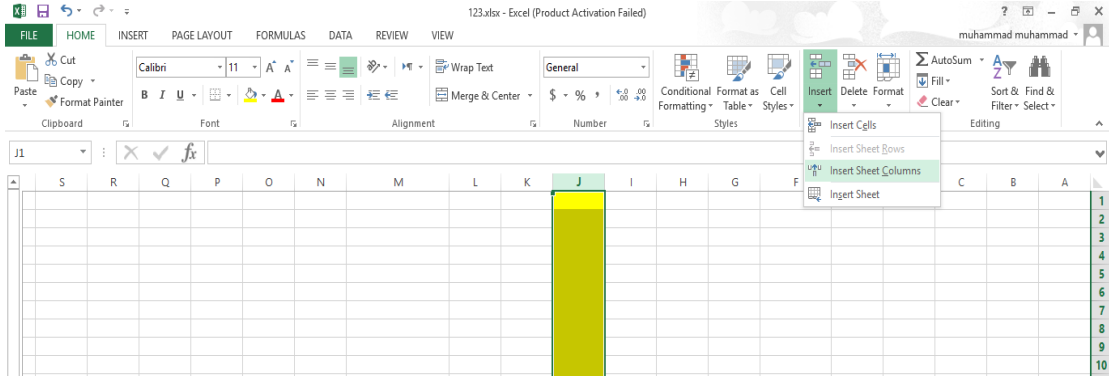 123.xlsx - Excel (Product Activation Failed)
FILE HOME INSERT PAGE LAYOUT FORMULAS DATA REVIEW VIEW muhammad muhammad
Cut
Copy
Format Painter
Paste
Clipboard
Calibri 11
B I U
Font
Wrap Text
Merge & Center
Alignment
General
$ % ,
Number
Conditional Formatting
Format as Table
Cell Styles
Styles
Insert Delete Format
AutoSum
Fill
Clear
Sort & Filter
Find & Select
Editing
Insert Cells
Insert Sheet Rows
Insert Sheet Columns
Insert Sheet
J1 fx
S R Q P O N M L K J I H G F C B A
1
2
3
4
5
6
7
8
9
10